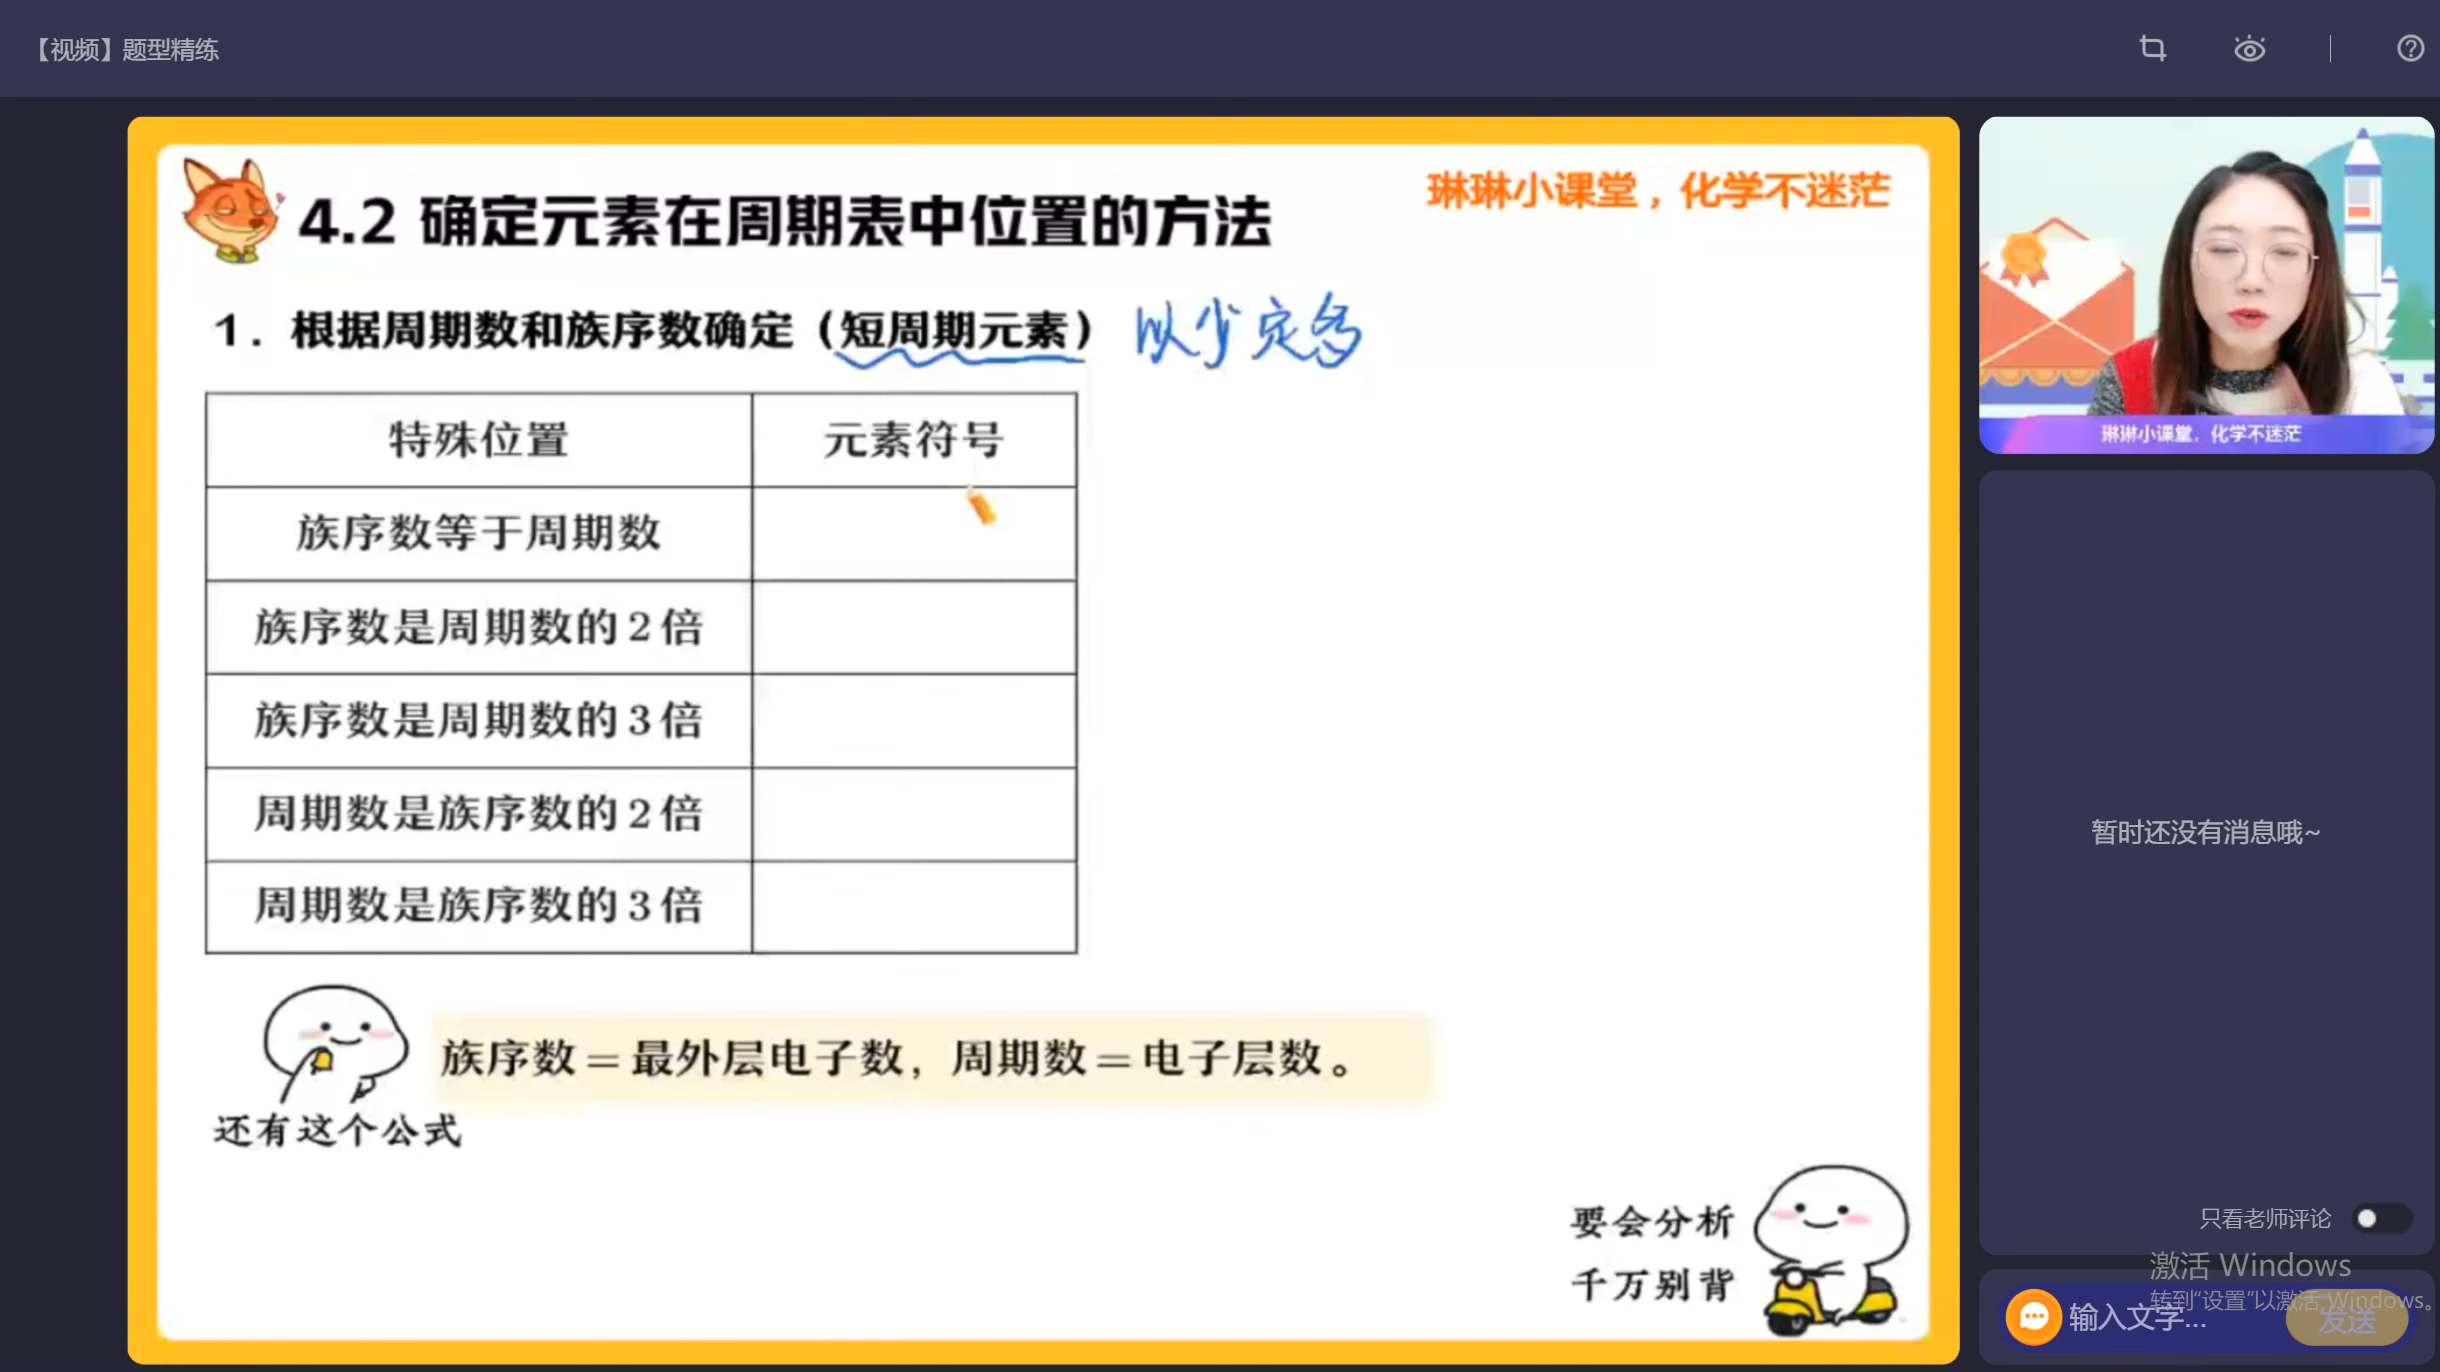 【视频】题型精练
4.2 确定元素在周期表中位置的方法
琳琳小课堂，化学不迷茫
1. 根据周期数和族序数确定（短周期元素） 以少定多
特殊位置 元素符号
族序数等于周期数
族序数是周期数的2倍
族序数是周期数的3倍
周期数是族序数的2倍
周期数是族序数的3倍
族序数＝最外层电子数，周期数＝电子层数。
还有这个公式
要会分析
千万别背
琳琳小课堂，化学不迷茫
暂时还没有消息哦~
只看老师评论
激活 Windows
转到“设置”以激活 Windows。
输入文字...
发送